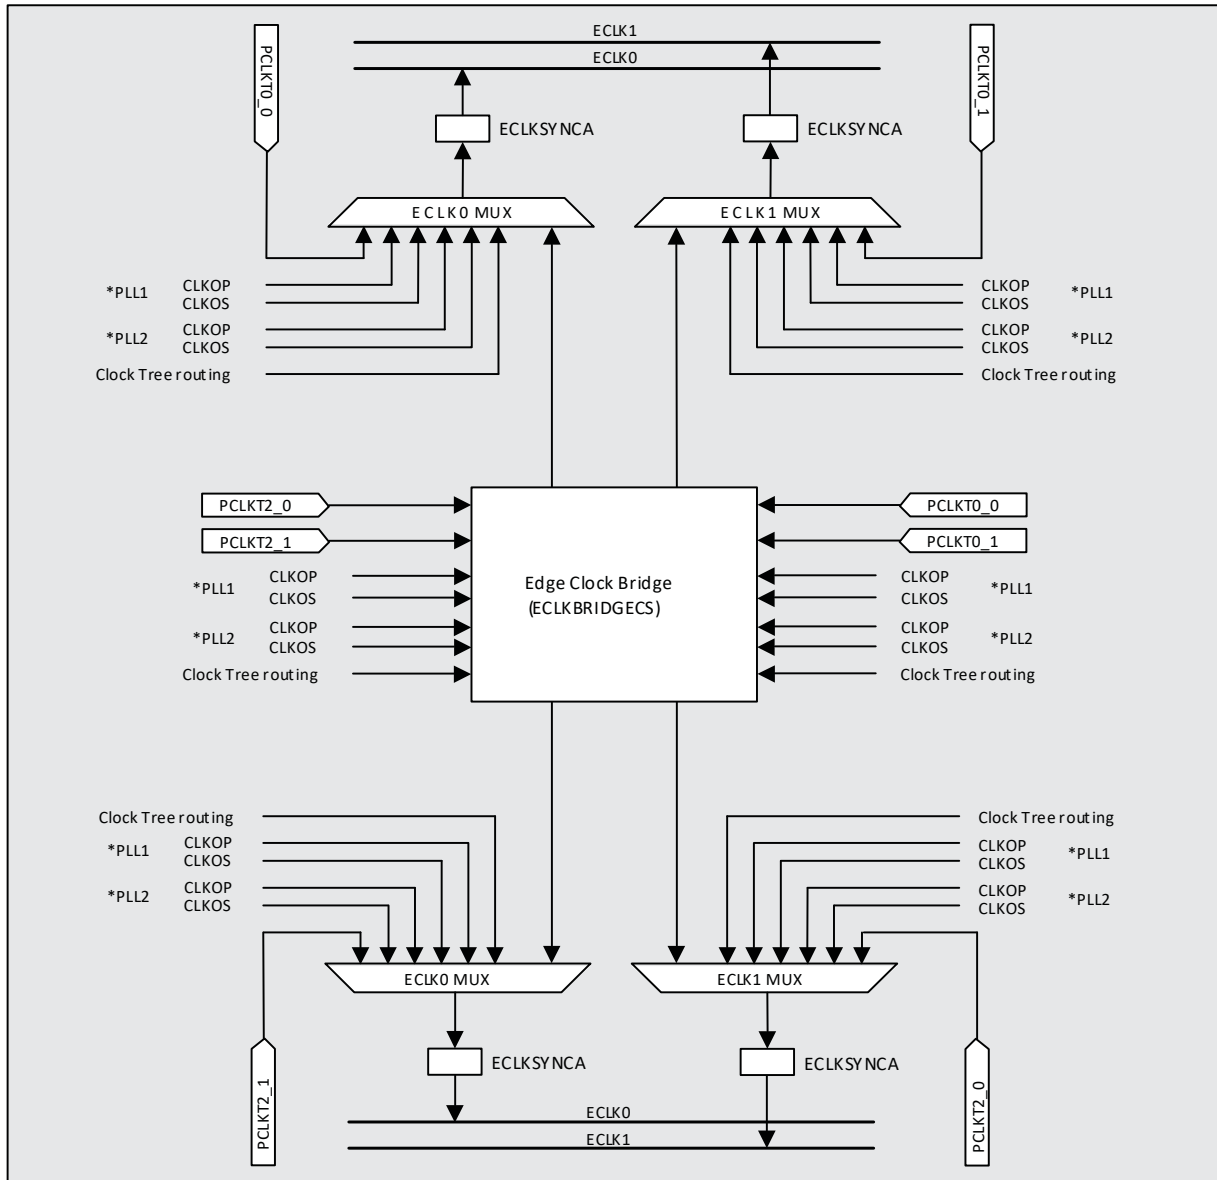 ECLK1
ECLK0
PCLKT0_0
PCLKT0_1
ECLKSYNCA
ECLKSYNCA
ECLK0 MUX
ECLK1 MUX
*PLL1
CLKOP
CLKOS
*PLL2
CLKOP
CLKOS
Clock Tree routing
CLKOP
CLKOS
*PLL1
CLKOP
CLKOS
*PLL2
Clock Tree routing
PCLKT2_0
PCLKT2_1
*PLL1
CLKOP
CLKOS
*PLL2
CLKOP
CLKOS
Clock Tree routing
Edge Clock Bridge
(ECLKBRIDGECS)
PCLKT0_0
PCLKT0_1
CLKOP
CLKOS
*PLL1
CLKOP
CLKOS
*PLL2
Clock Tree routing
Clock Tree routing
*PLL1
CLKOP
CLKOS
*PLL2
CLKOP
CLKOS
Clock Tree routing
CLKOP
CLKOS
*PLL1
CLKOP
CLKOS
*PLL2
ECLK0 MUX
ECLK1 MUX
ECLKSYNCA
ECLKSYNCA
PCLKT2_1
PCLKT2_0
ECLK0
ECLK1